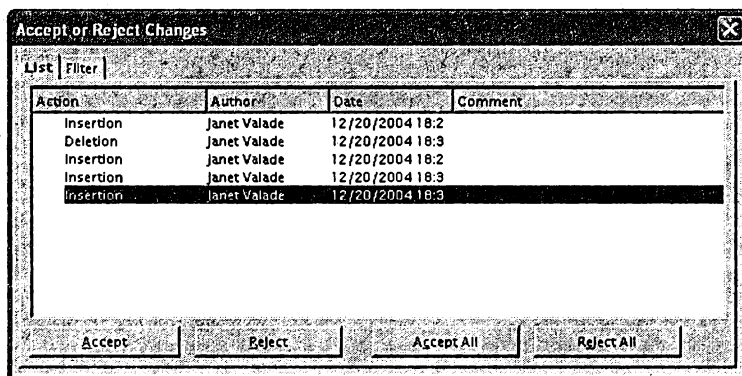 Accept or Reject Changes
List Filter
Action Author Date Comment
Insertion Janet Valade 12/20/2004 18:2
Deletion Janet Valade 12/20/2004 18:3
Insertion Janet Valade 12/20/2004 18:2
Insertion Janet Valade 12/20/2004 18:3
Insertion Janet Valade 12/20/2004 18:3
Accept Reject Accept All Reject All